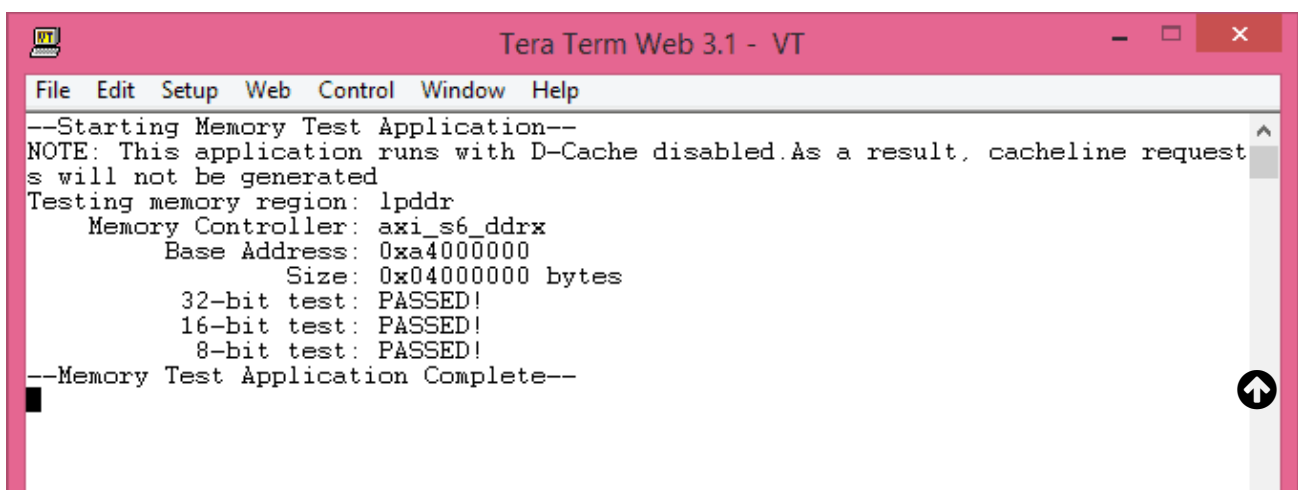 Tera Term Web 3.1 - VT
File Edit Setup Web Control Window Help
--Starting Memory Test Application--
NOTE: This application runs with D-Cache disabled.As a result, cacheline request
s will not be generated
Testing memory region: lpddr
Memory Controller: axi_s6_ddrx
Base Address: 0xa4000000
Size: 0x04000000 bytes
32-bit test: PASSED!
16-bit test: PASSED!
8-bit test: PASSED!
--Memory Test Application Complete--